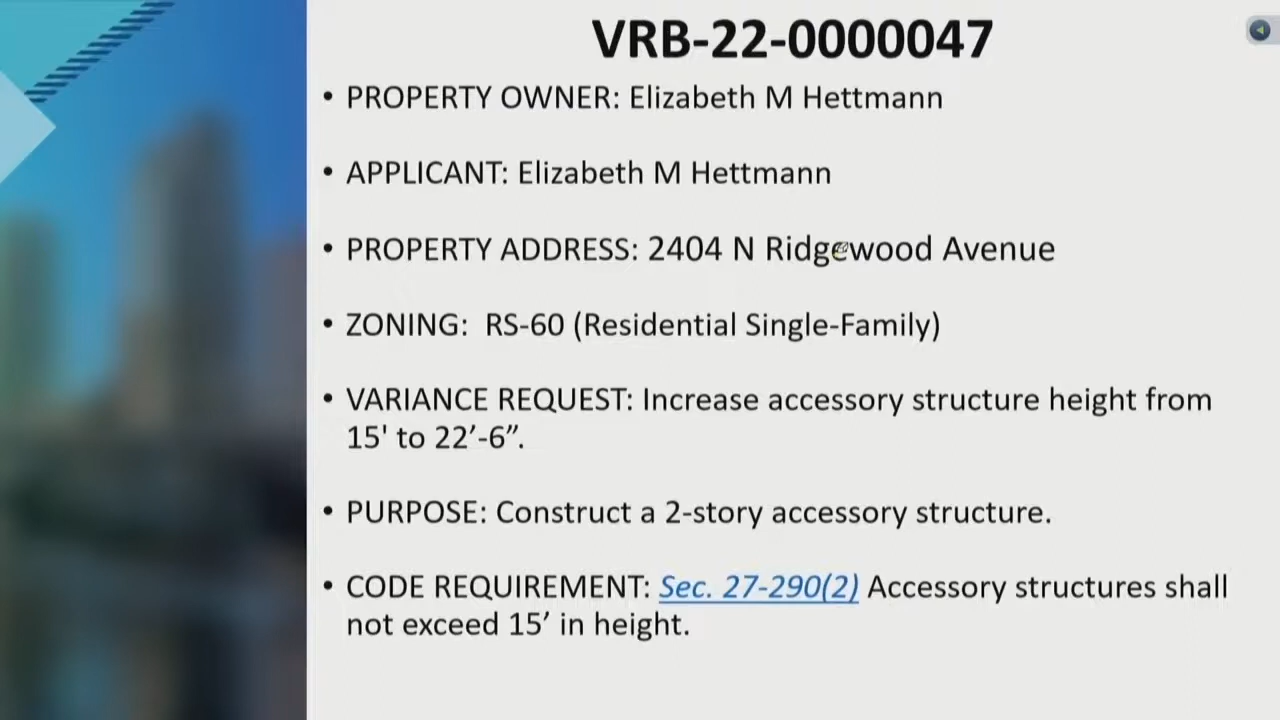 VRB-22-0000047
• PROPERTY OWNER: Elizabeth M Hettmann
• APPLICANT: Elizabeth M Hettmann
• PROPERTY ADDRESS: 2404 N Ridgewood Avenue
• ZONING:  RS-60 (Residential Single-Family)
• VARIANCE REQUEST: Increase accessory structure height from
15' to 22’-6”.
• PURPOSE: Construct a 2-story accessory structure.
• CODE REQUIREMENT: Sec. 27-290(2) Accessory structures shall
not exceed 15’ in height.